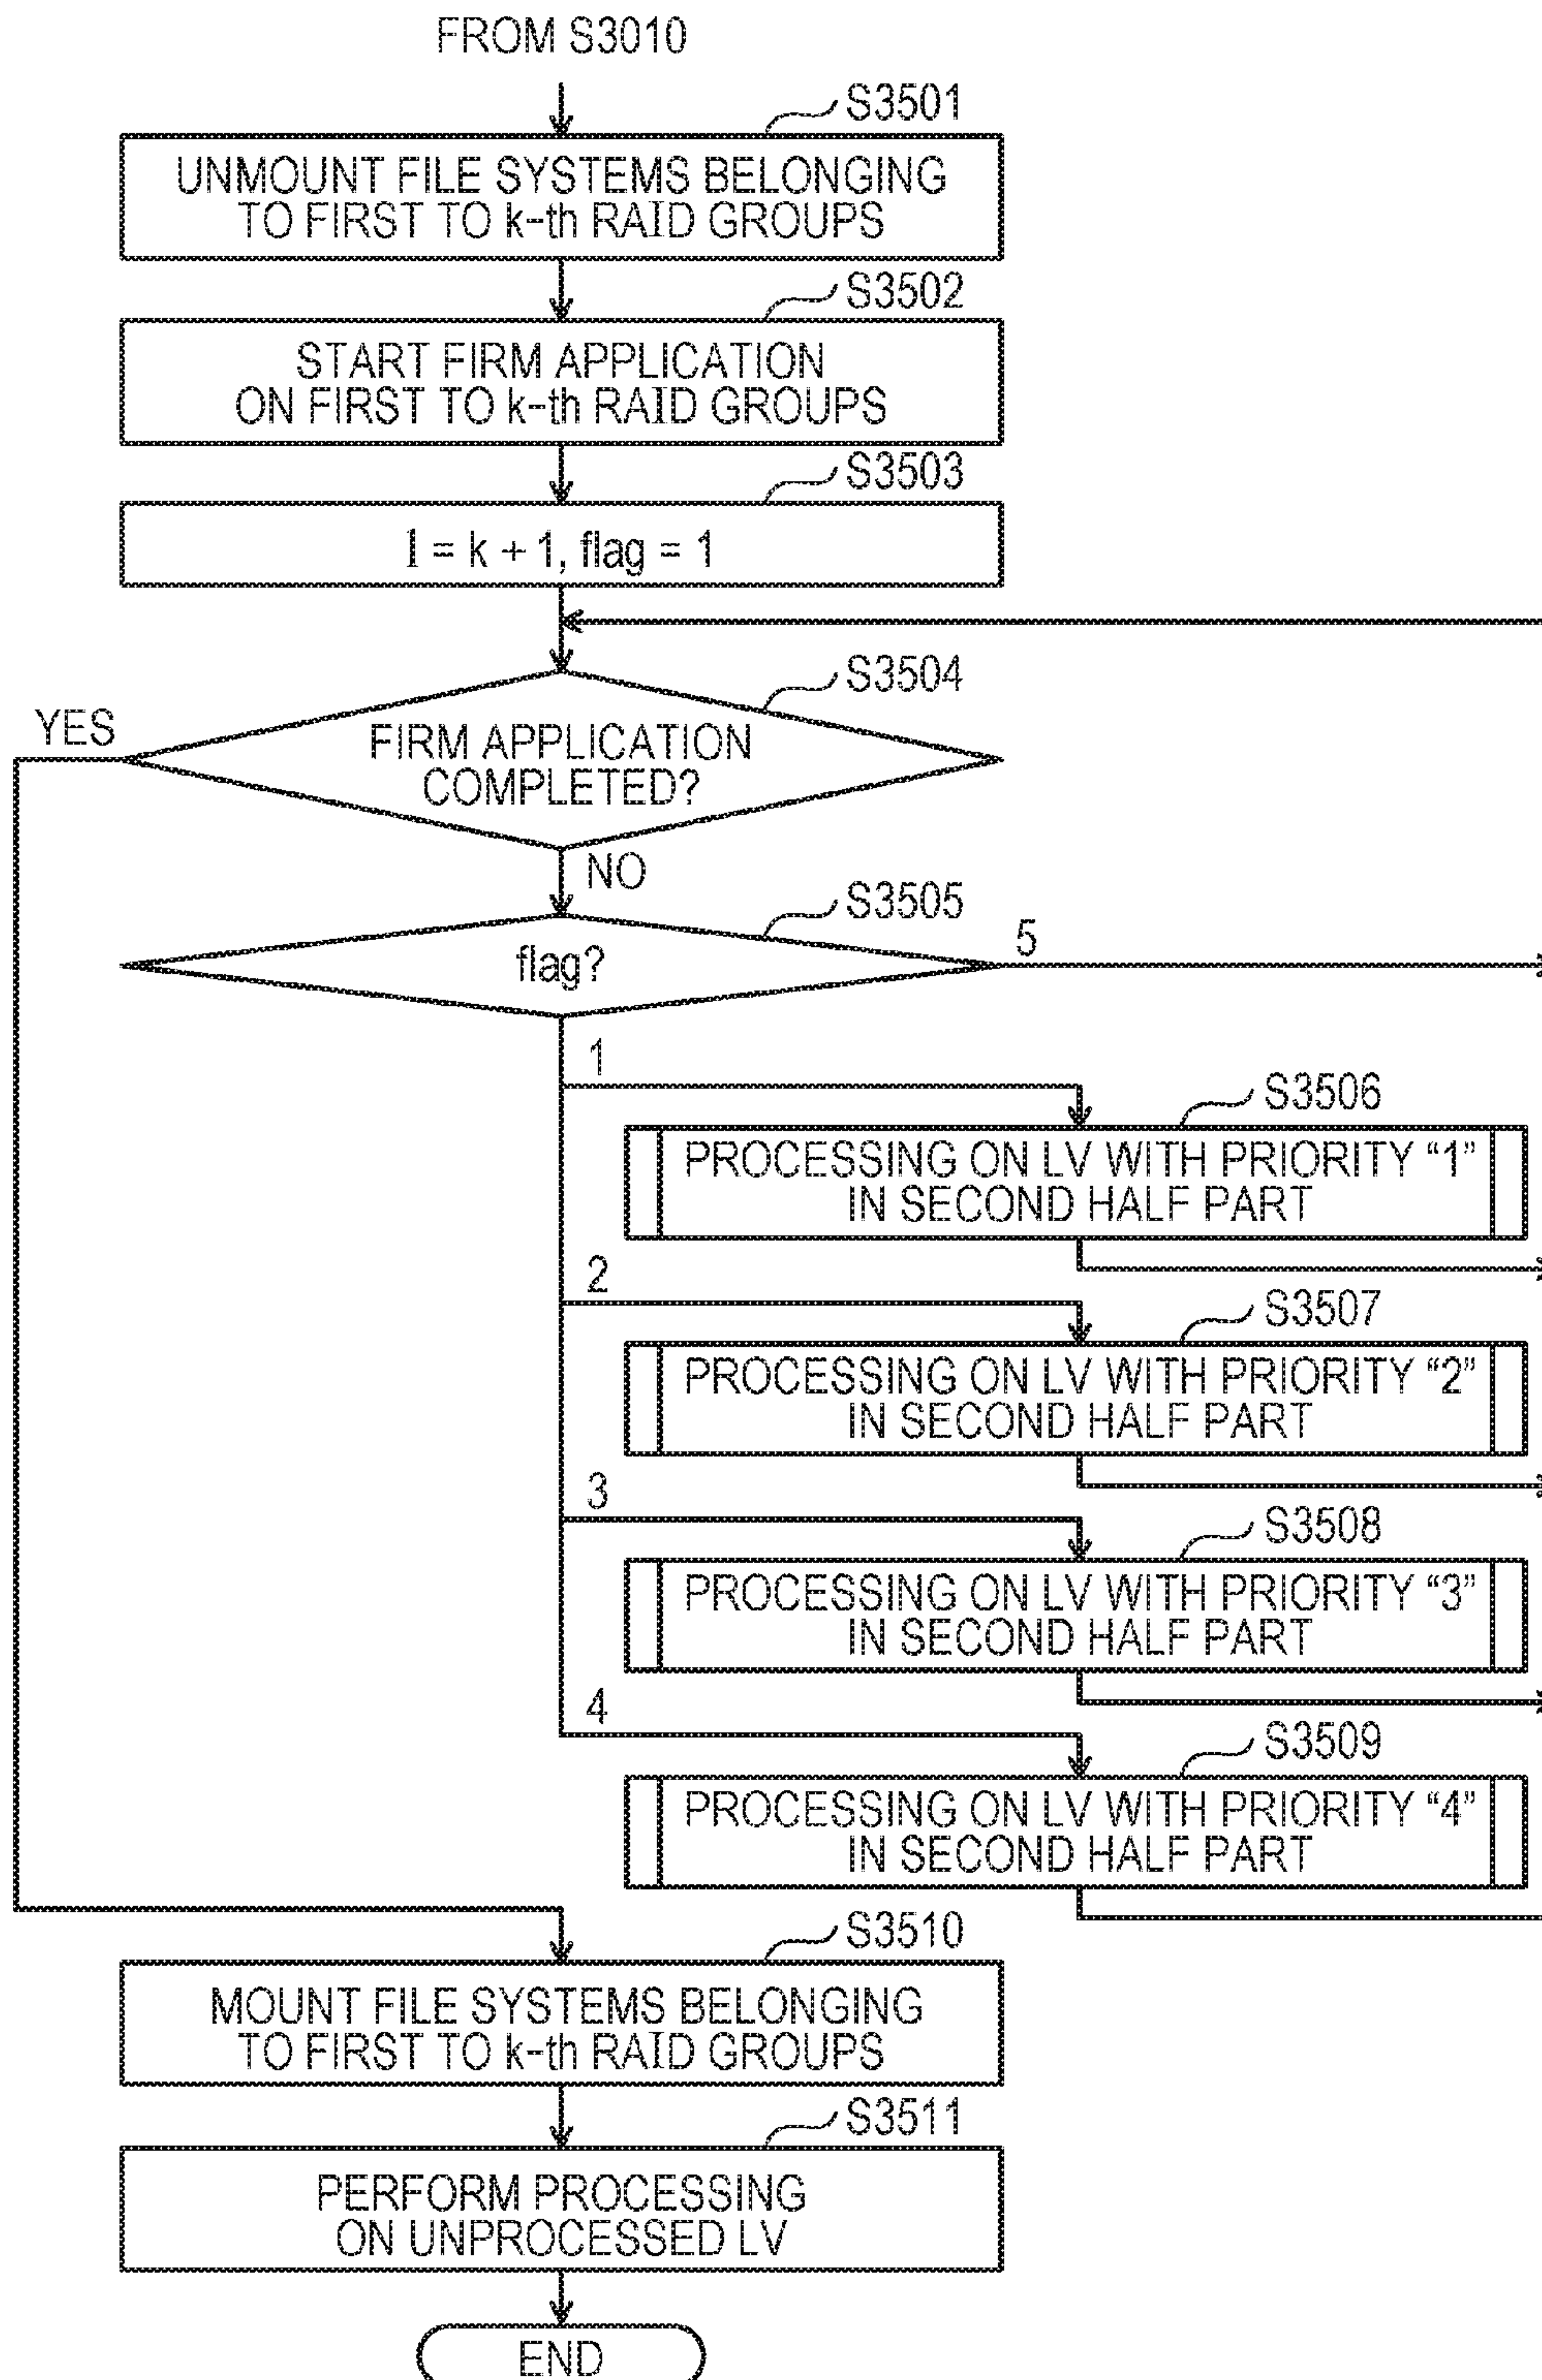 FROM S3010
S3501
UNMOUNT FILE SYSTEMS BELONGING
TO FIRST TO k-th RAID GROUPS
S3502
START FIRM APPLICATION
ON FIRST TO k-th RAID GROUPS
S3503
l = k + 1, flag = 1
S3504
YES
FIRM APPLICATION
COMPLETED?
NO
S3505
flag?
5
1
S3506
PROCESSING ON LV WITH PRIORITY “1”
IN SECOND HALF PART
2
S3507
PROCESSING ON LV WITH PRIORITY “2”
IN SECOND HALF PART
3
S3508
PROCESSING ON LV WITH PRIORITY “3”
IN SECOND HALF PART
4
S3509
PROCESSING ON LV WITH PRIORITY “4”
IN SECOND HALF PART
S3510
MOUNT FILE SYSTEMS BELONGING
TO FIRST TO k-th RAID GROUPS
S3511
PERFORM PROCESSING
ON UNPROCESSED LV
END